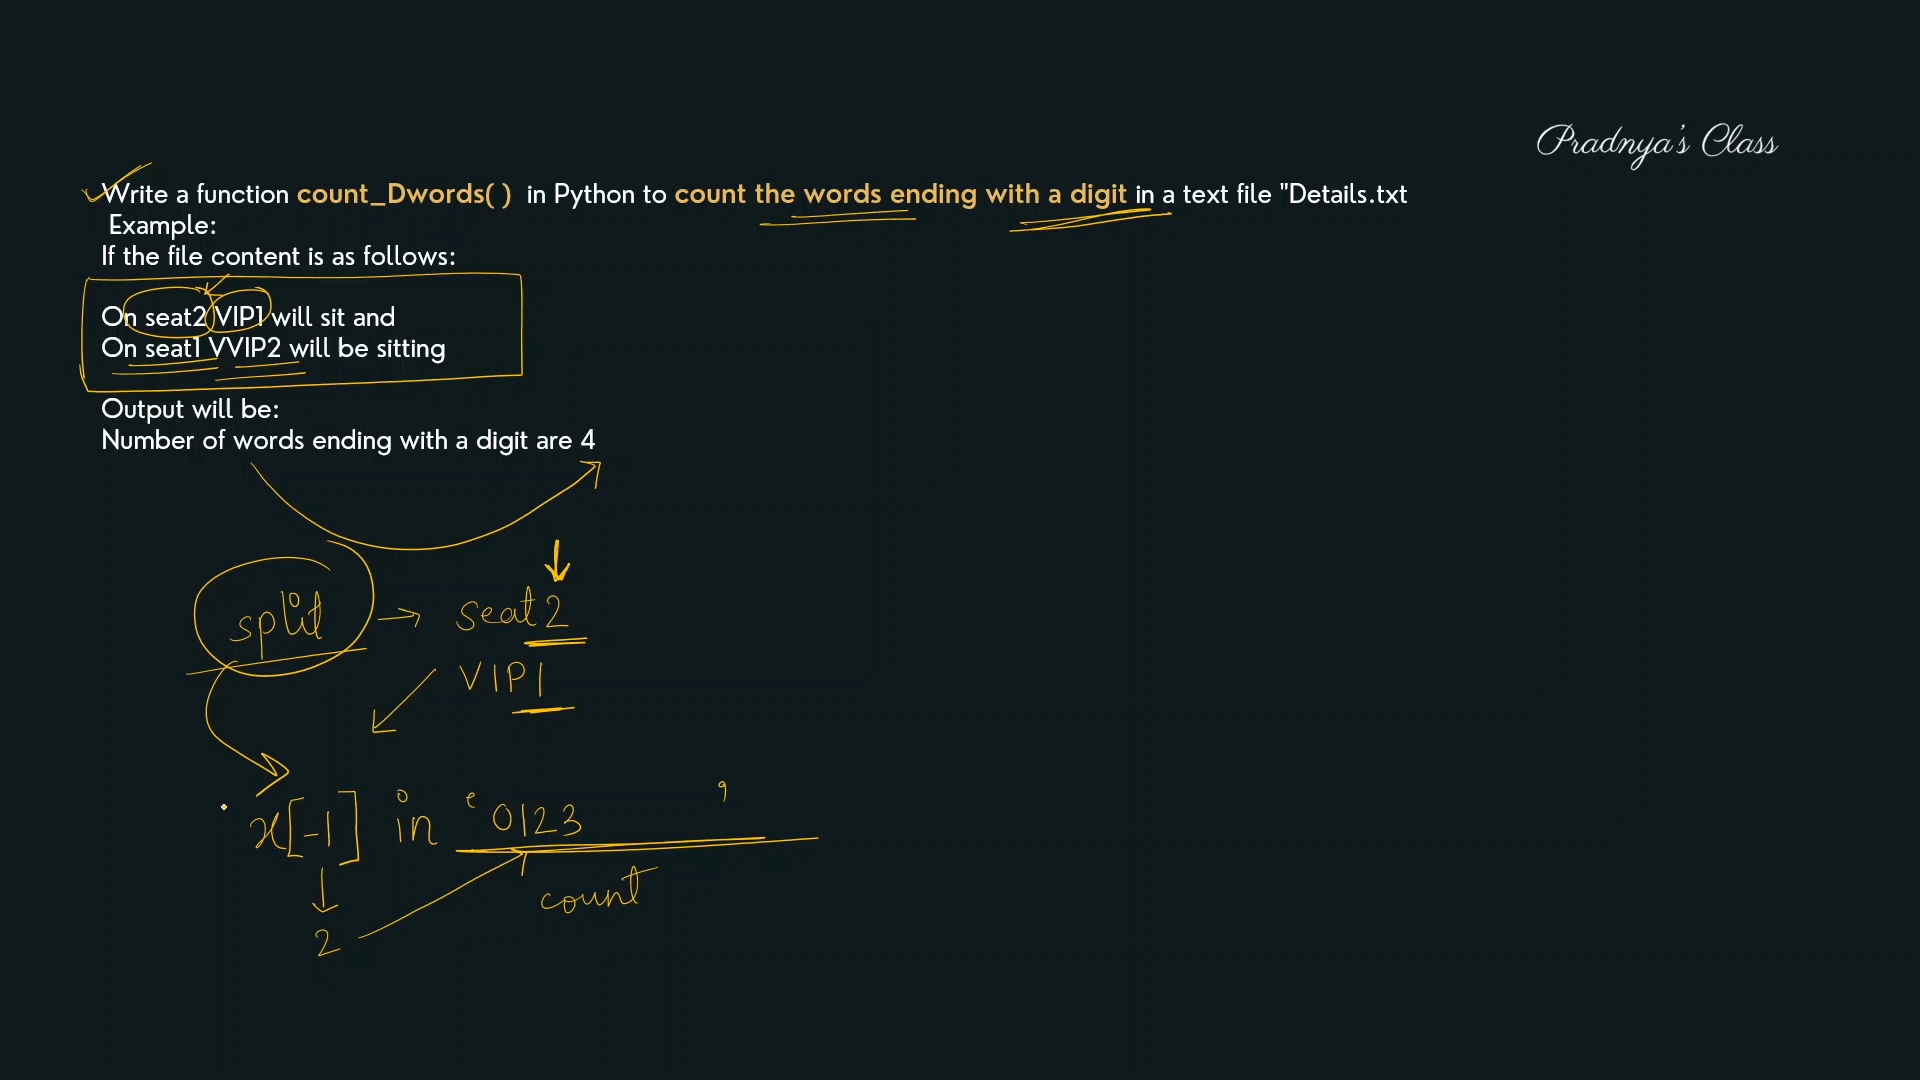 Pradnya's Class
Write a function count_Dwords( ) in Python to count the words ending with a digit in a text file "Details.txt
Example:
If the file content is as follows:
On seat2 VIP1 will sit and
On seat1 VVIP2 will be sitting
Output will be:
Number of words ending with a digit are 4
split → seat2
VIP1
x[-1] in '0123 '
count
2